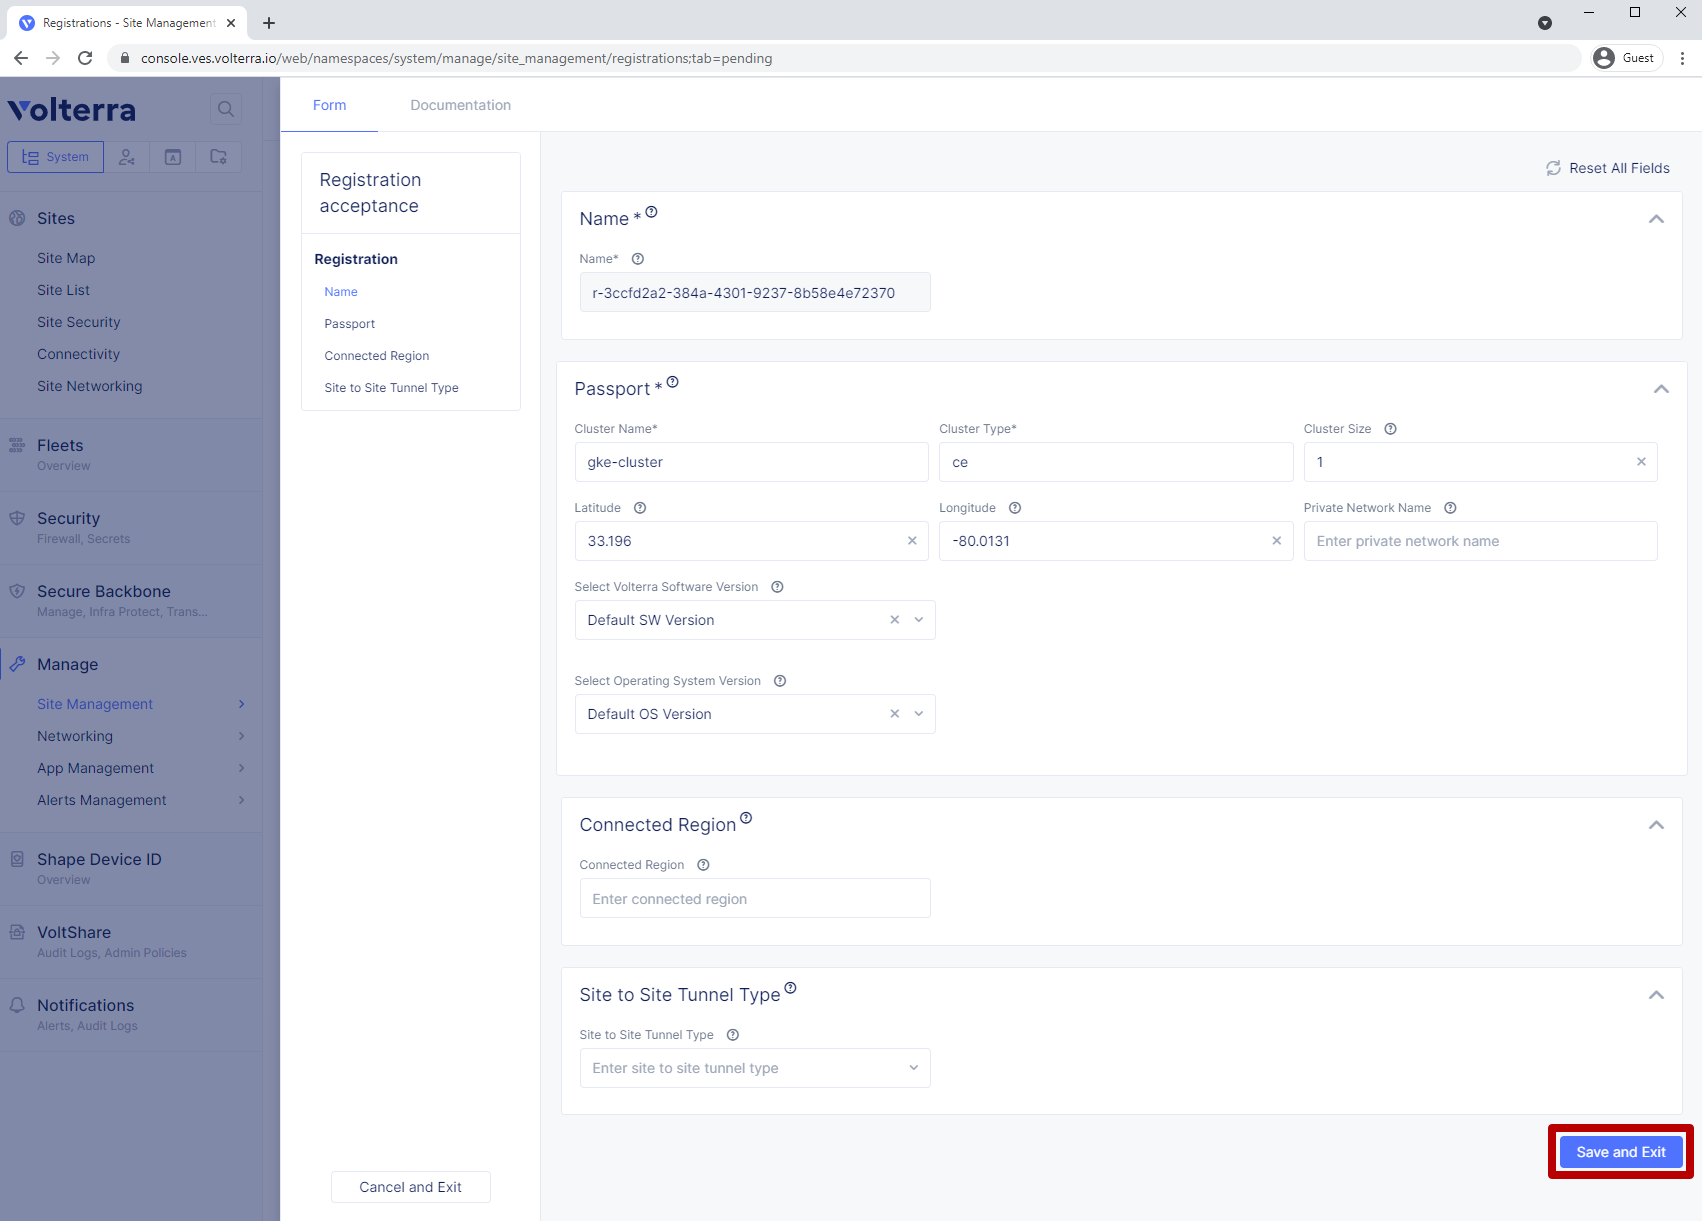 Registrations - Site Management
console.ves.volterra.io/web/namespaces/system/manage/site_management/registrations;tab=pending
Guest
Volterra
System
Sites
Site Map
Site List
Site Security
Connectivity
Site Networking
Fleets
Overview
Security
Firewall, Secrets
Secure Backbone
Manage, Infra Protect, Trans...
Manage
Site Management
Networking
App Management
Alerts Management
Shape Device ID
Overview
VoltShare
Audit Logs, Admin Policies
Notifications
Alerts, Audit Logs
Form
Documentation
Registration
acceptance
Registration
Name
Passport
Connected Region
Site to Site Tunnel Type
Cancel and Exit
Reset All Fields
Name *
Name*
r-3ccfd2a2-384a-4301-9237-8b58e4e72370
Passport *
Cluster Name*
Cluster Type*
Cluster Size
gke-cluster
ce
1
Latitude
Longitude
Private Network Name
33.196
-80.0131
Enter private network name
Select Volterra Software Version
Default SW Version
Select Operating System Version
Default OS Version
Connected Region
Connected Region
Enter connected region
Site to Site Tunnel Type
Site to Site Tunnel Type
Enter site to site tunnel type
Save and Exit